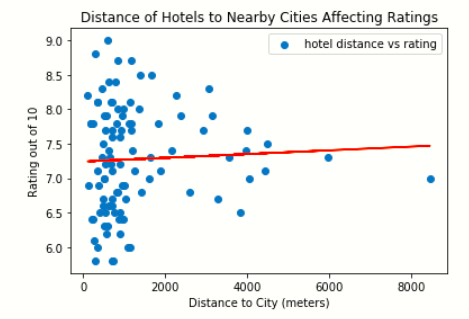 Distance of Hotels to Nearby Cities Affecting Ratings
hotel distance vs rating
Rating out of 10
9.0
8.5
8.0
7.5
7.0
6.5
6.0
0 2000 4000 6000 8000
Distance to City (meters)